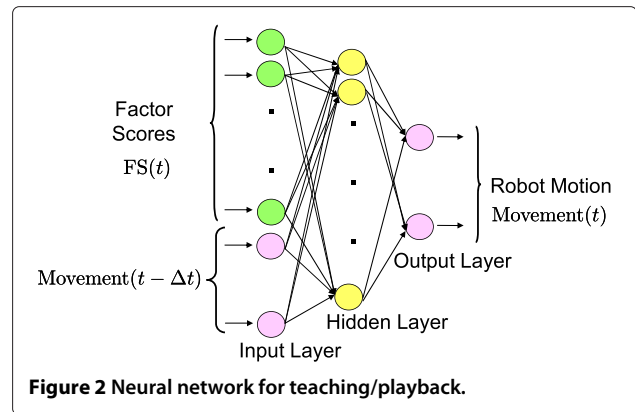 Factor
Scores
FS(t)
Movement(t − Δt)
Robot Motion
Movement(t)
Output Layer
Hidden Layer
Input Layer
Figure 2 Neural network for teaching/playback.